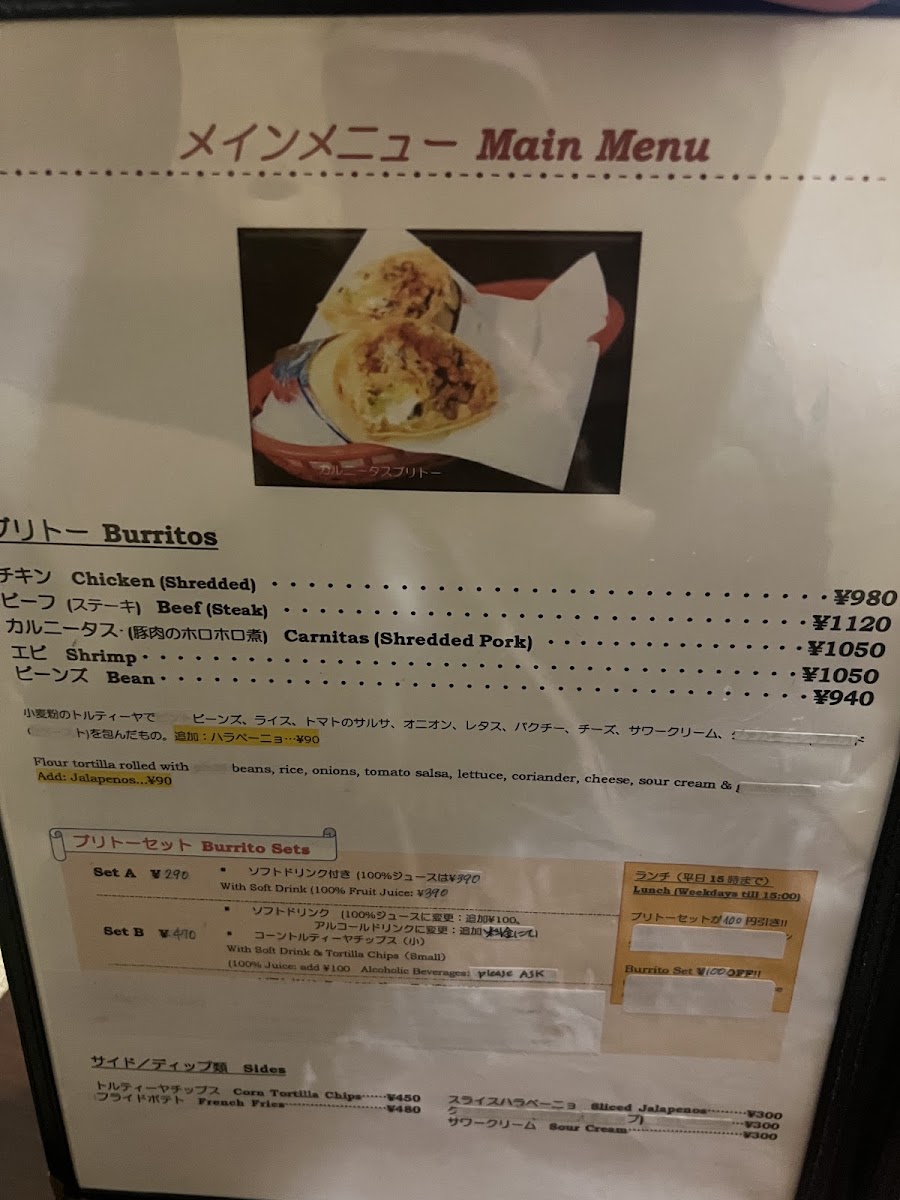 メインメニュー Main Menu
カルニータスブリトー
ブリトー Burritos
チキン Chicken (Shredded) ・・・・・・・・・・・・・・・・・・・・・・・・・・ ¥980
ビーフ (ステーキ) Beef (Steak) ・・・・・・・・・・・・・・・・・・・・・・・・・ ¥1120
カルニータス・(豚肉のホロホロ煮) Carnitas (Shredded Pork) ・・・・・・・・・・・・ ¥1050
エビ Shrimp・・・・・・・・・・・・・・・・・・・・・・・・・・・・・・・ ¥1050
ビーンズ Bean・・・・・・・・・・・・・・・・・・・・・・・・・・・・・・ ¥940
小麦粉のトルティーヤで ビーンズ、ライス、トマトのサルサ、オニオン、レタス、パクチー、チーズ、サワークリーム、
ト)を包んだもの。追加：ハラペーニョ…¥90
Flour tortilla rolled with beans, rice, onions, tomato salsa, lettuce, coriander, cheese, sour cream &
Add: Jalapenos...¥90
ブリトーセット Burrito Sets
Set A ¥290
▪ ソフトドリンク付き (100%ジュースは¥390
With Soft Drink (100% Fruit Juice: ¥390
Set B ¥490
▪ ソフトドリンク (100%ジュースに変更：追加¥100、
アルコールドリンクに変更：追加
▪ コーントルティーヤチップス（小）
With Soft Drink & Tortilla Chips (Small)
(100% Juice: add ¥100 Alcoholic Beverages: please ASK
ランチ（平日 15 時まで）
Lunch (Weekdays till 15:00)
ブリトーセットが100円引き!!
Burrito Set ¥100 OFF!!
サイド／ディップ類 Sides
トルティーヤチップス Corn Tortilla Chips……¥450
フライドポテト French Fries……………¥480
スライスハラペーニョ Sliced Jalapenos………¥300
…¥300
サワークリーム Sour Cream……………¥300